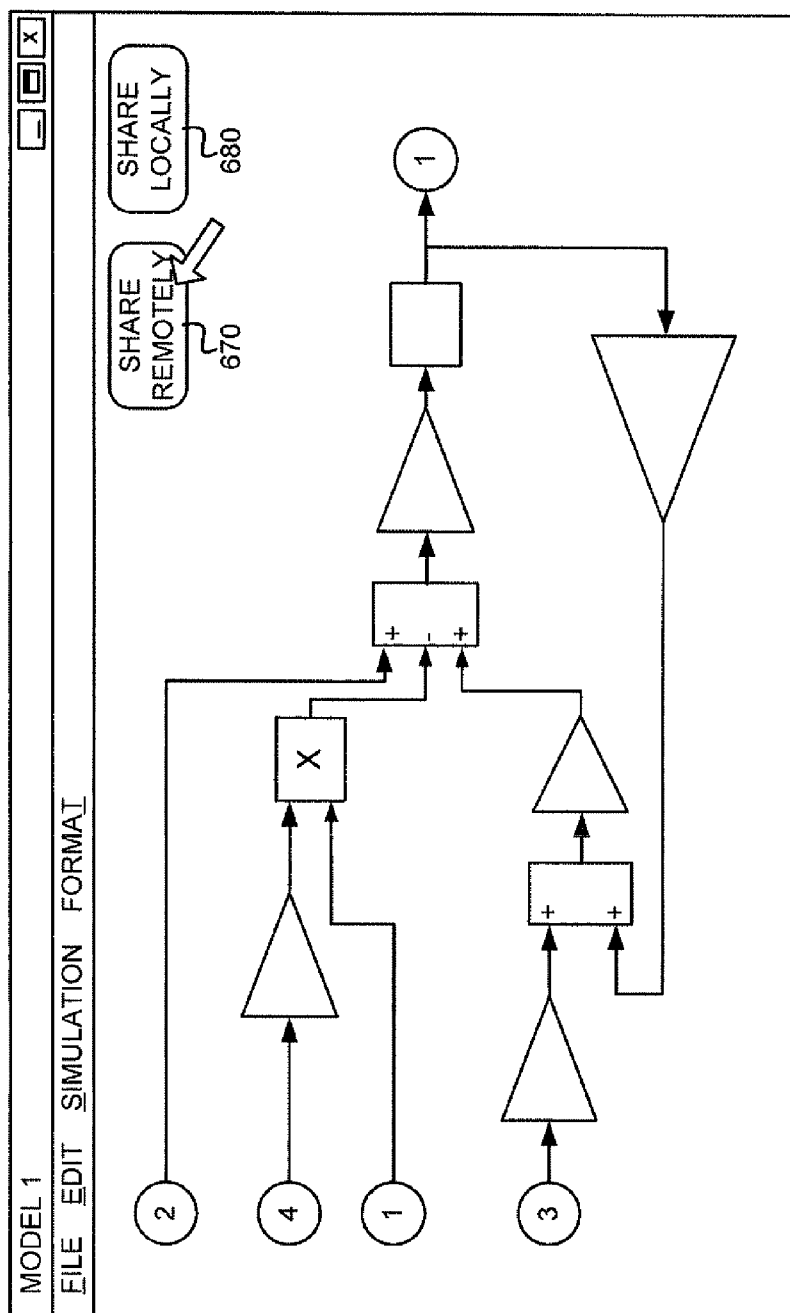 MODEL 1
_ X
FILE EDIT SIMULATION FORMAT
SHARE
REMOTELY
670
SHARE
LOCALLY
680
2
4
1
3
X
+
-
+
+
+
1